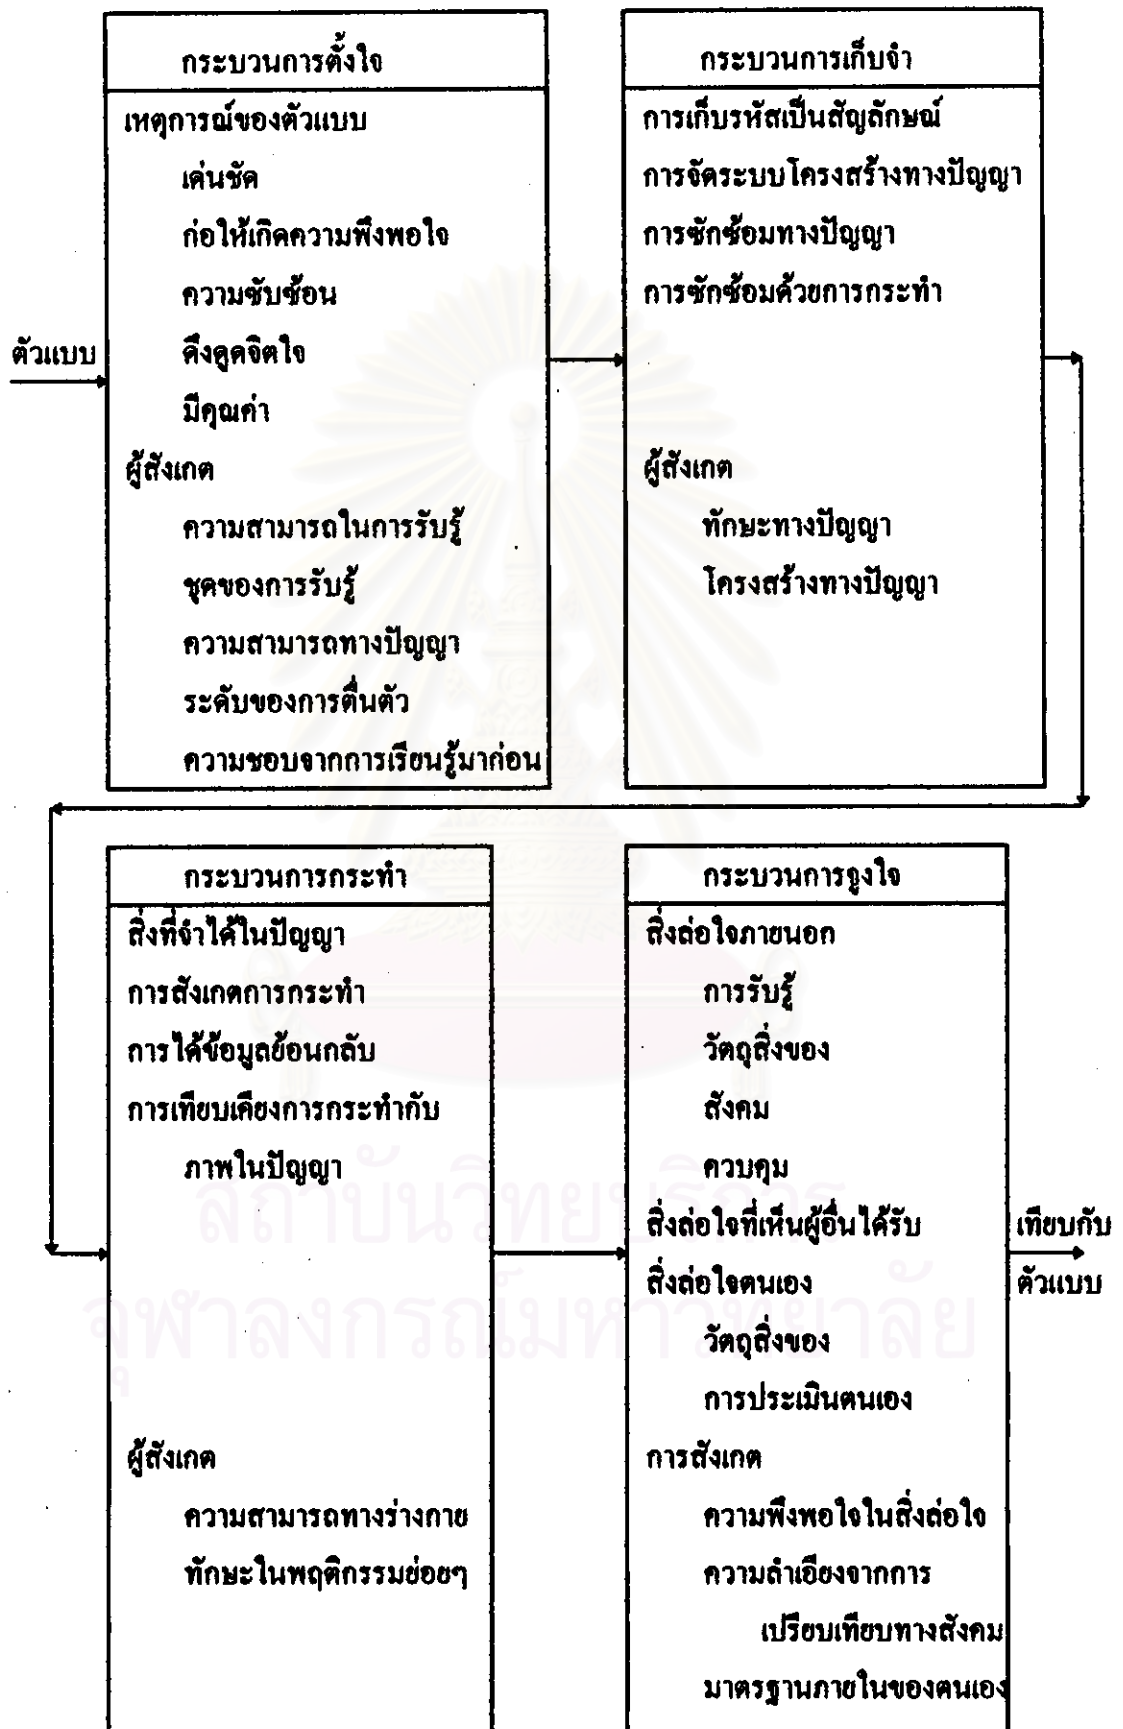 กระบวนการตั้งใจ
เหตุการณ์ของตัวแบบ
เด่นชัด
ก่อให้เกิดความพึงพอใจ
ความซับซ้อน
ดึงดูดจิตใจ
มีคุณค่า
ผู้สังเกต
ความสามารถในการรับรู้
ชุดของการรับรู้
ความสามารถทางปัญญา
ระดับของการตื่นตัว
ความชอบจากการเรียนรู้มาก่อน
ตัวแบบ
กระบวนการเก็บจำ
การเก็บรหัสเป็นสัญลักษณ์
การจัดระบบโครงสร้างทางปัญญา
การซักซ้อมทางปัญญา
การซักซ้อมด้วยการกระทำ
ผู้สังเกต
ทักษะทางปัญญา
โครงสร้างทางปัญญา
กระบวนการกระทำ
สิ่งที่จำได้ในปัญญา
การสังเกตการกระทำ
การได้ข้อมูลย้อนกลับ
การเทียบเคียงการกระทำกับ
ภาพในปัญญา
ผู้สังเกต
ความสามารถทางร่างกาย
ทักษะในพฤติกรรมย่อยๆ
กระบวนการจูงใจ
สิ่งล่อใจภายนอก
การรับรู้
วัตถุสิ่งของ
สังคม
ควบคุม
สิ่งล่อใจที่เห็นผู้อื่นได้รับ
สิ่งล่อใจตนเอง
วัตถุสิ่งของ
การประเมินตนเอง
การสังเกต
ความพึงพอใจในสิ่งล่อใจ
ความลำเอียงจากการ
เปรียบเทียบทางสังคม
มาตรฐานภายในของตนเอง
เทียบกับ
ตัวแบบ
สถาบันวิทยบริการ
จุฬาลงกรณ์มหาวิทยาลัย